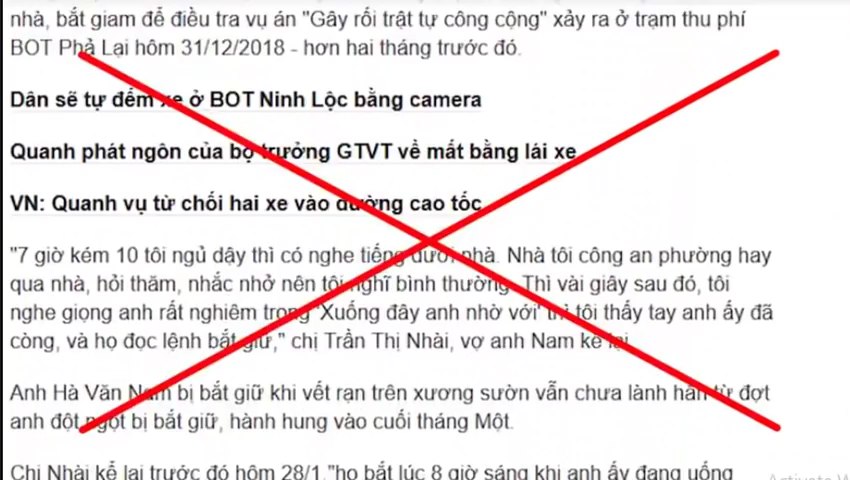 nhà, bắt giam để điều tra vụ án "Gây rối trật tự công cộng" xảy ra ở trạm thu phí
BOT Phả Lại hôm 31/12/2018 - hơn hai tháng trước đó.
Dân sẽ tự đếm xe ở BOT Ninh Lộc bằng camera
Quanh phát ngôn của bộ trưởng GTVT về mất bằng lái xe
VN: Quanh vụ từ chối hai xe vào đường cao tốc
"7 giờ kém 10 tôi ngủ dậy thì có nghe tiếng dưới nhà. Nhà tôi công an phường hay
qua nhà, hỏi thăm, nhắc nhở nên tôi nghĩ bình thường. Thì vài giây sau đó, tôi
nghe giọng anh rất nghiêm trọng 'Xuống đây anh nhờ với' thì tôi thấy tay anh ấy đã
còng, và họ đọc lệnh bắt giữ," chị Trần Thị Nhài, vợ anh Nam kể lại.
Anh Hà Văn Nam bị bắt giữ khi vết rạn trên xương sườn vẫn chưa lành hẳn từ đợt
anh đột ngột bị bắt giữ, hành hung vào cuối tháng Một.
Chị Nhài kể lại trước đó hôm 28/1,"họ bắt lúc 8 giờ sáng khi anh ấy đang uống
Activate